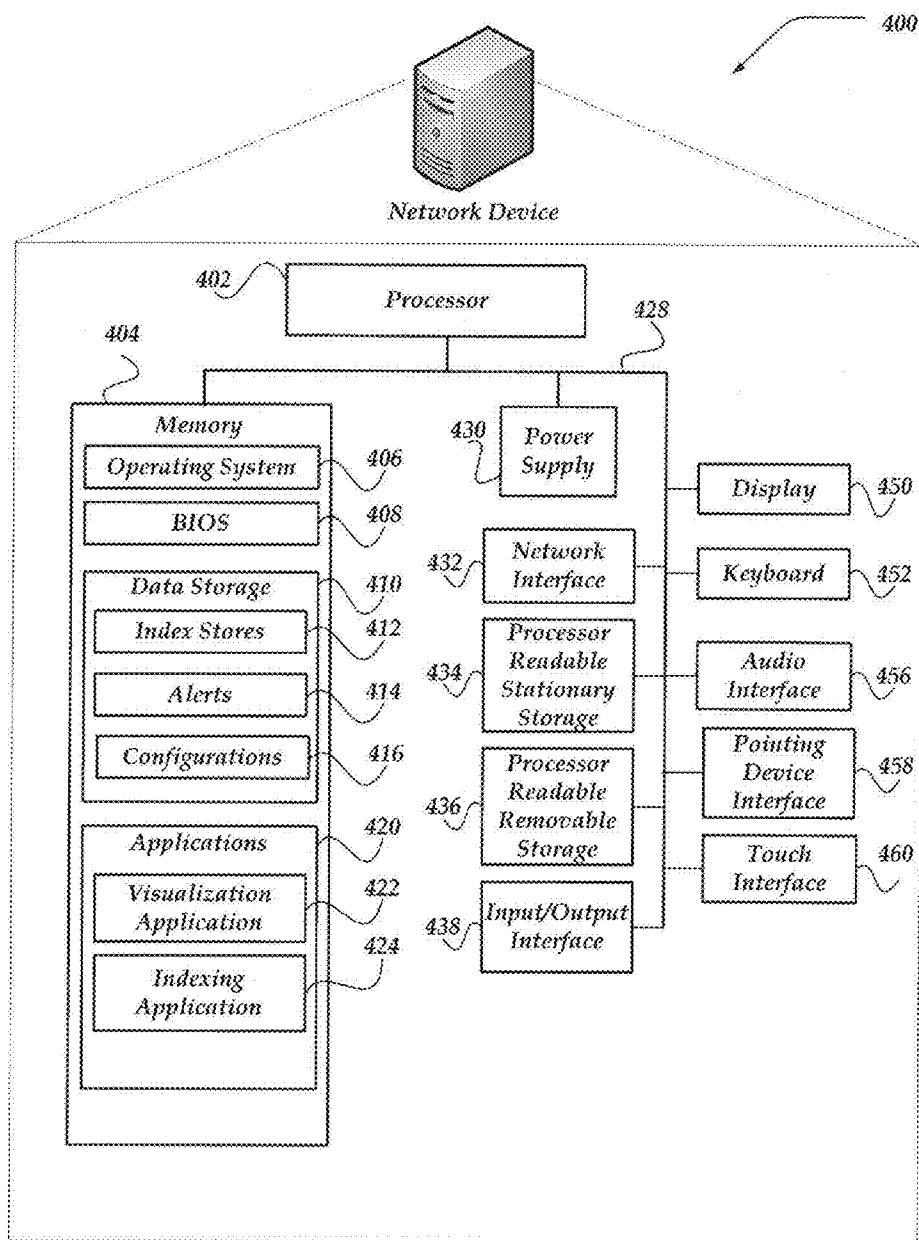 400
Network Device
402
Processor
428
404
Memory
Operating System
406
BIOS
408
Data Storage
410
Index Stores
412
Alerts
414
Configurations
416
Applications
420
Visualization
Application
422
Indexing
Application
424
430
Power
Supply
432
Network
Interface
434
Processor
Readable
Stationary
Storage
436
Processor
Readable
Removable
Storage
438
Input/Output
Interface
Display
450
Keyboard
452
Audio
Interface
456
Pointing
Device
Interface
458
Touch
Interface
460